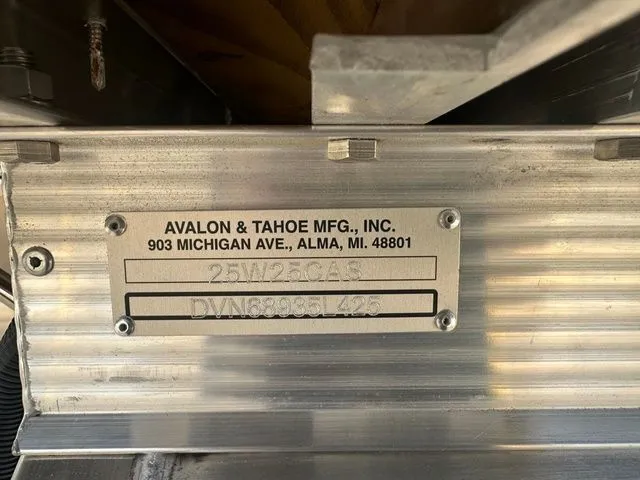 AVALON & TAHOE MFG., INC.
903 MICHIGAN AVE., ALMA, MI. 48801
25W25CAS
DVN68935L425